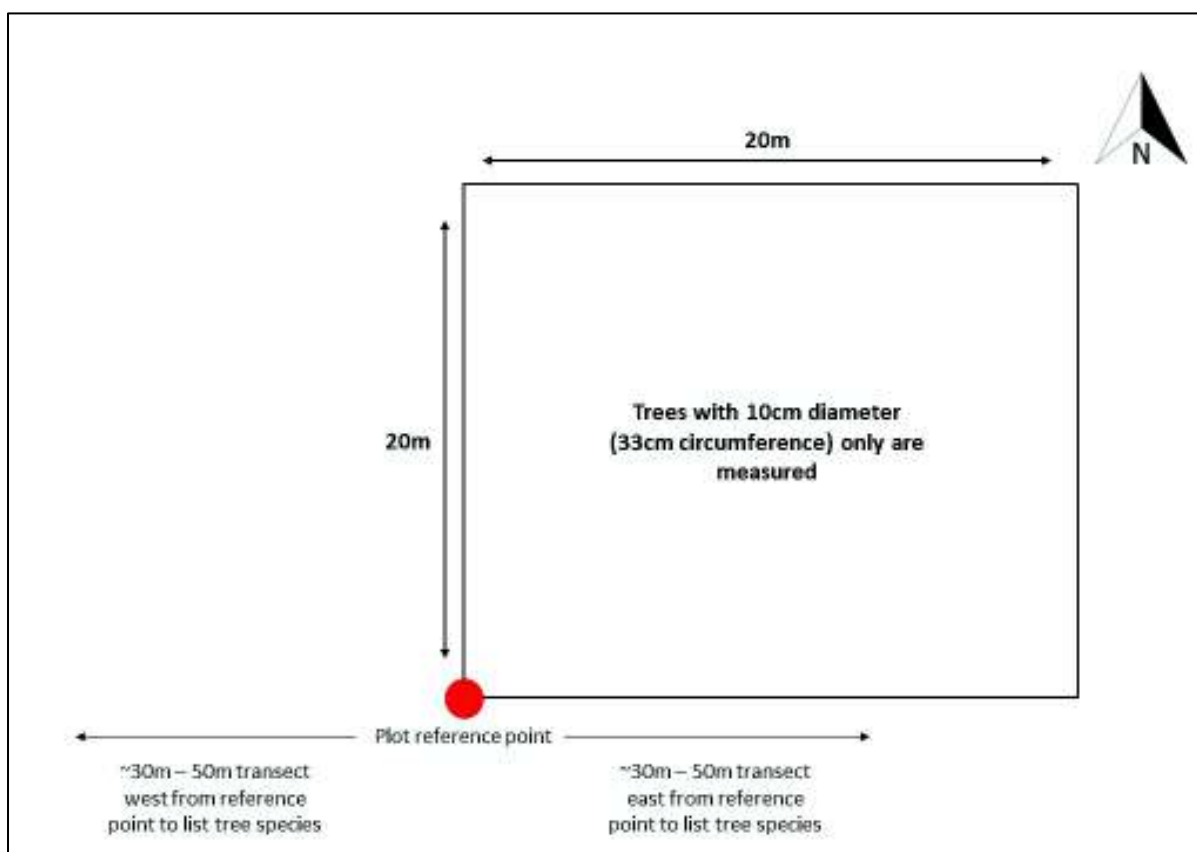 20m
N
20m
Trees with 10cm diameter
(33cm circumference) only are
measured
Plot reference point
~30m – 50m transect
west from reference
point to list tree species
~30m – 50m transect
east from reference
point to list tree species